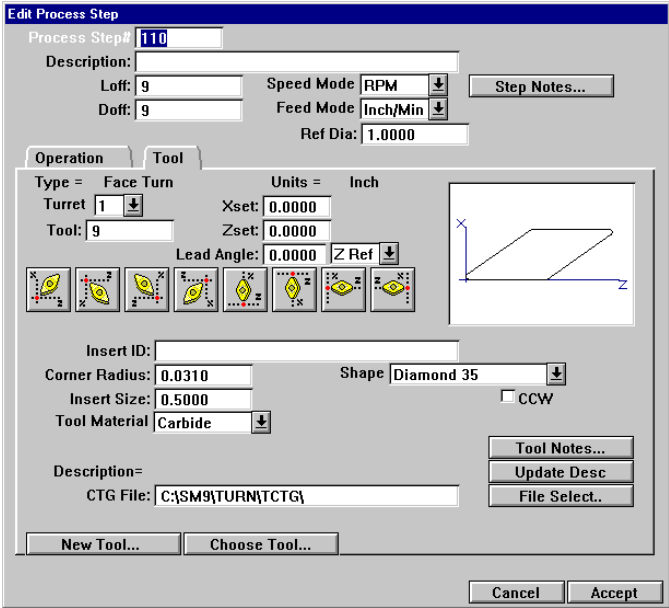 Edit Process Step
Process Step# 110
Description:
Loff: 9 Speed Mode RPM Step Notes...
Doff: 9 Feed Mode Inch/Min
Ref Dia: 1.0000
Operation Tool
Type = Face Turn Units = Inch
Turret 1 Xset: 0.0000
Tool: 9 Zset: 0.0000
Lead Angle: 0.0000 Z Ref
X Z
x z x z x z x z x z x z x z x z
Insert ID:
Corner Radius: 0.0310 Shape Diamond 35
Insert Size: 0.5000 CCW
Tool Material Carbide
Tool Notes...
Description= Update Desc
CTG File: C:\SM9\TURN\TCTG\ File Select..
New Tool... Choose Tool...
Cancel Accept